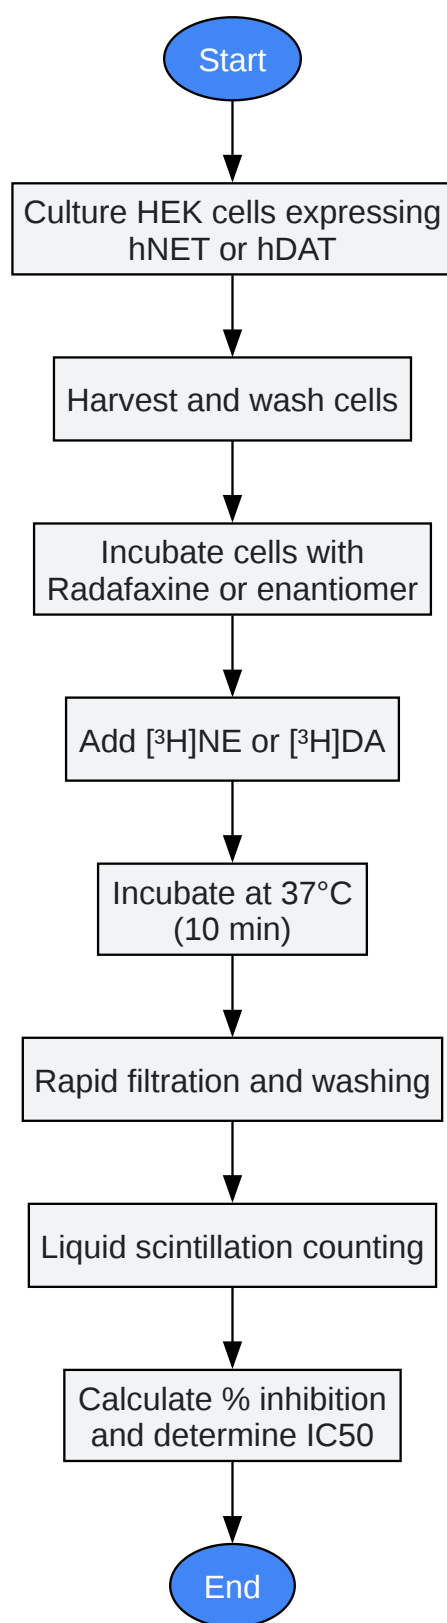 Start
Culture HEK cells expressing
hNET or hDAT
Harvest and wash cells
Incubate cells with
Radafaxine or enantiomer
Add [³H]NE or [³H]DA
Incubate at 37°C
(10 min)
Rapid filtration and washing
Liquid scintillation counting
Calculate % inhibition
and determine IC50
End